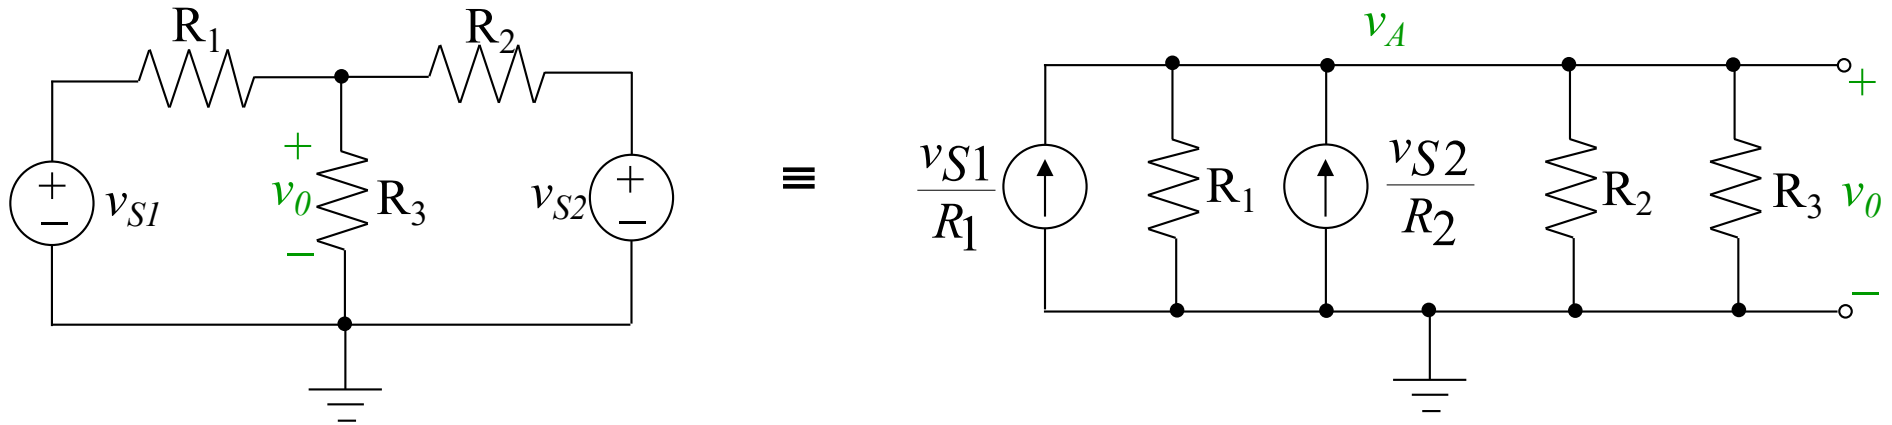 R1
R2
+
v0
−
R3
+
−
vS1
vS2
+
−
≡
vA
vS1
R1
R1
vS2
R2
R2
R3
+
v0
−